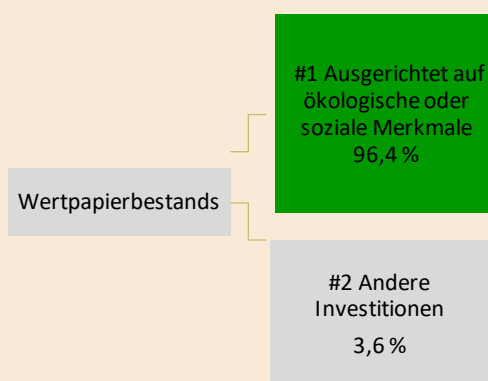 #1 Ausgerichtet auf
ökologische oder
soziale Merkmale
96,4 %
Wertpapierbestands
#2 Andere
Investitionen
3,6 %